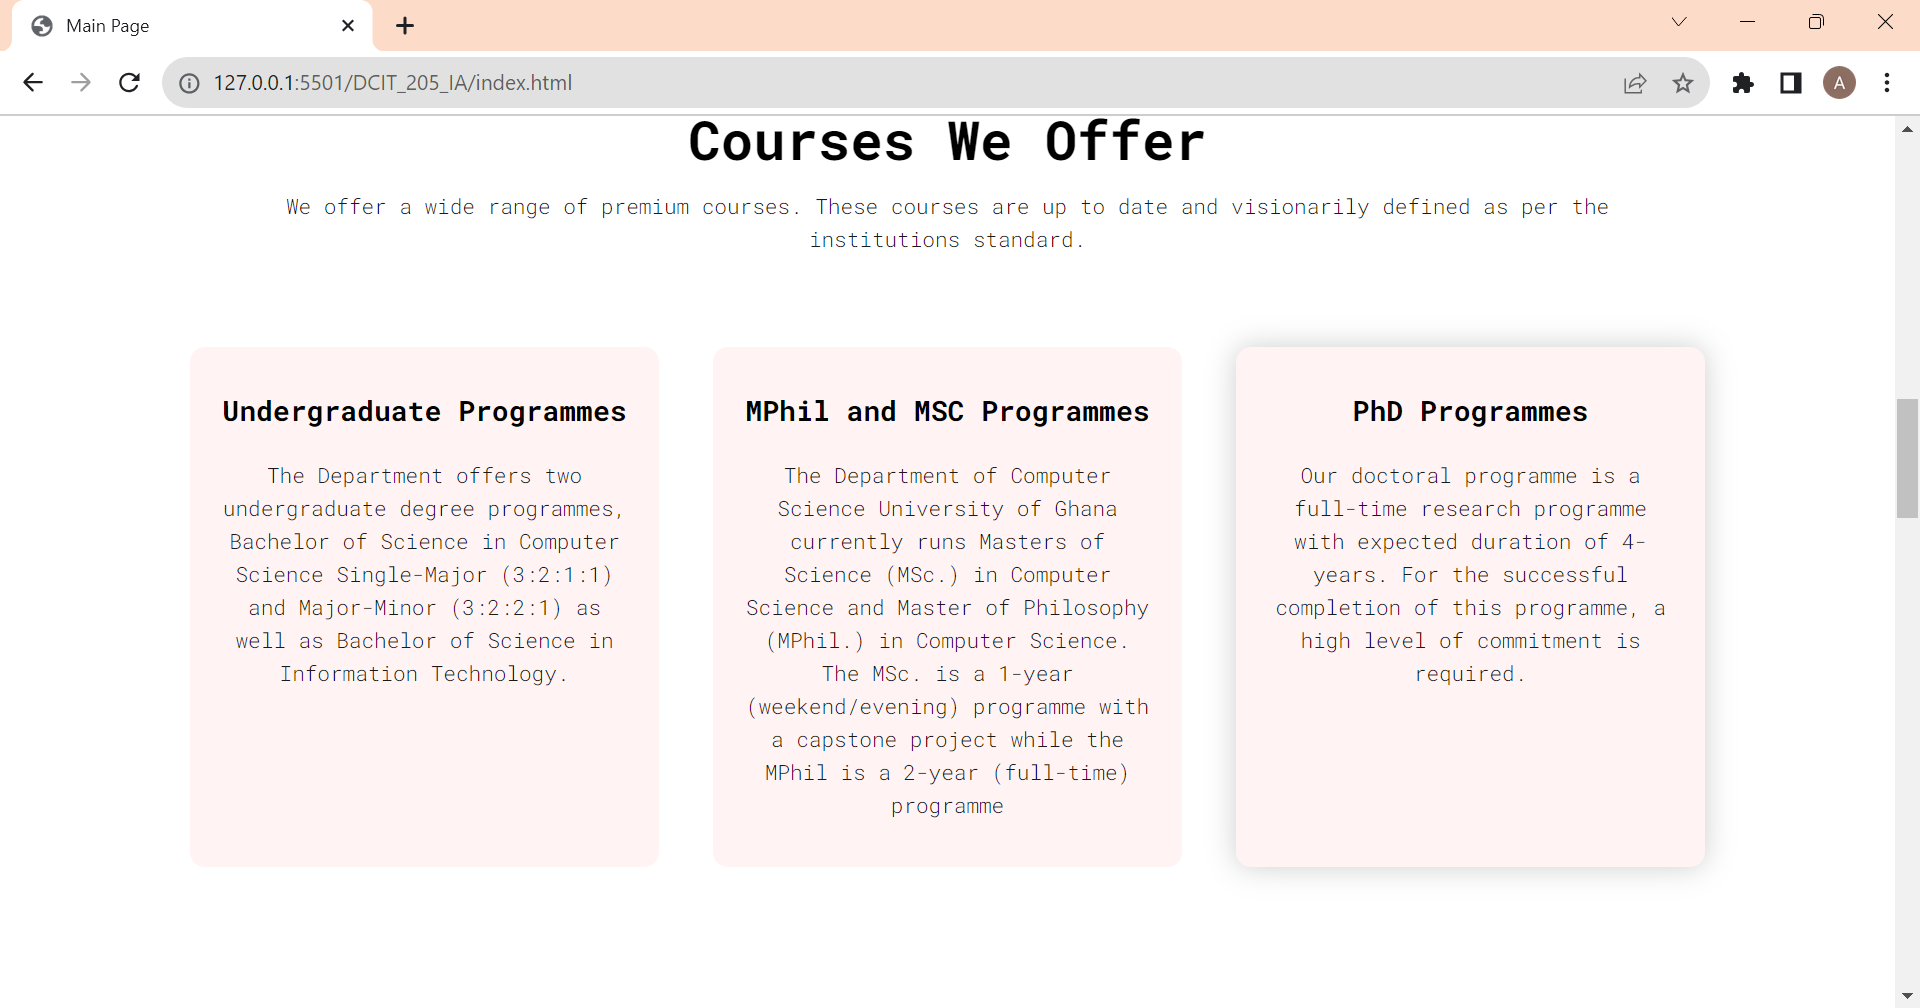 Main Page
127.0.0.1:5501/DCIT_205_IA/index.html
A
Courses We Offer
We offer a wide range of premium courses. These courses are up to date and visionarily defined as per the
institutions standard.
Undergraduate Programmes
The Department offers two
undergraduate degree programmes,
Bachelor of Science in Computer
Science Single-Major (3:2:1:1)
and Major-Minor (3:2:2:1) as
well as Bachelor of Science in
Information Technology.
MPhil and MSC Programmes
The Department of Computer
Science University of Ghana
currently runs Masters of
Science (MSc.) in Computer
Science and Master of Philosophy
(MPhil.) in Computer Science.
The MSc. is a 1-year
(weekend/evening) programme with
a capstone project while the
MPhil is a 2-year (full-time)
programme
PhD Programmes
Our doctoral programme is a
full-time research programme
with expected duration of 4-
years. For the successful
completion of this programme, a
high level of commitment is
required.